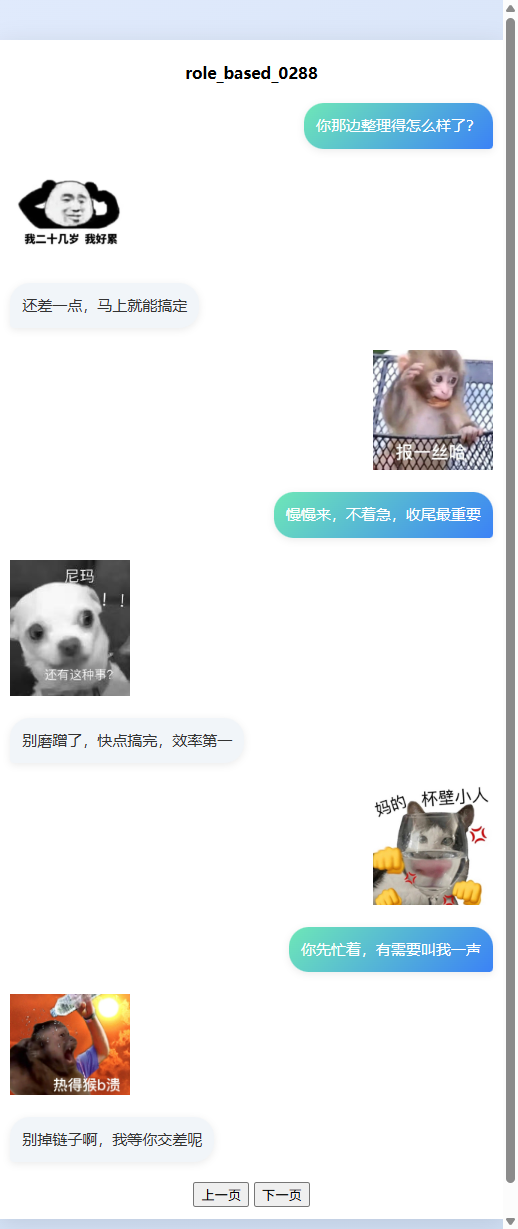 role_based_0288
你那边整理得怎么样了？
我二十几岁 我好累
还差一点，马上就能搞定
报一丝哈
慢慢来，不着急，收尾最重要
尼玛
！！
还有这种事?
别磨蹭了，快点搞完，效率第一
妈的 杯壁小人
你先忙着，有需要叫我一声
热得猴b溃
别掉链子啊，我等你交差呢
上一页 下一页